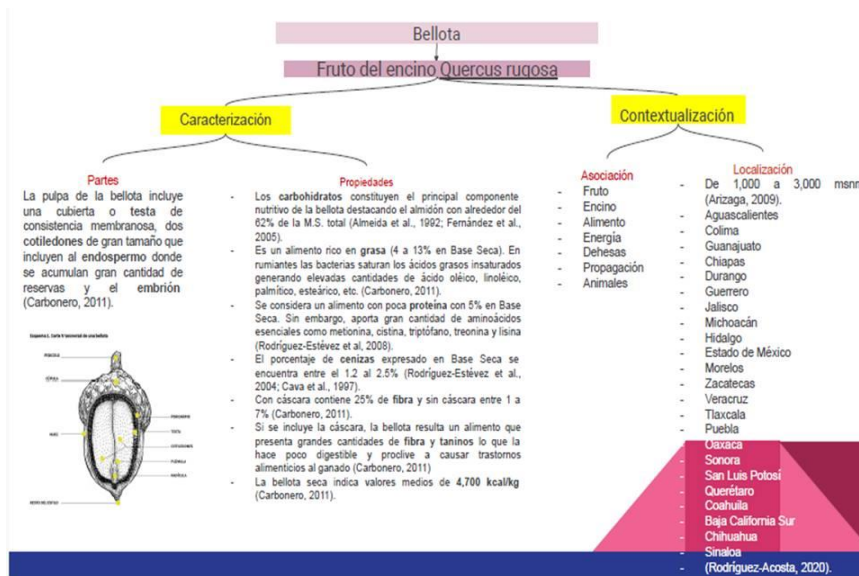 Bellota
Fruto del encino Quercus rugosa
Caracterización
Contextualización
Partes
La pulpa de la bellota incluye
una cubierta o testa de
consistencia membranosa, dos
cotiledones de gran tamaño que
incluyen al endospermo donde
se acumulan gran cantidad de
reservas y el embrión
(Carbonero, 2011).
Propiedades
- Los carbohidratos constituyen el principal componente
nutritivo de la bellota destacando el almidón con alrededor del
62% de la M.S. total (Almeida et al., 1992; Fernández et al.,
2005).
- Es un alimento rico en grasa (4 a 13% en Base Seca). En
rumiantes las bacterias saturan los ácidos grasos insaturados
generando elevadas cantidades de ácido oléico, linoléico,
palmítico, esteárico, etc. (Carbonero, 2011).
- Se considera un alimento con poca proteína con 5% en Base
Seca. Sin embargo, aporta gran cantidad de aminoácidos
esenciales como metionina, cistina, triptófano, treonina y lisina
(Rodríguez-Estévez et al, 2008).
- El porcentaje de cenizas expresado en Base Seca se
encuentra entre el 1.2 al 2.5% (Rodríguez-Estévez et al.,
2004; Cava et al., 1997).
- Con cáscara contiene 25% de fibra y sin cáscara entre 1 a
7% (Carbonero, 2011).
- Si se incluye la cáscara, la bellota resulta un alimento que
presenta grandes cantidades de fibra y taninos lo que la
hace poco digestible y proclive a causar trastornos
alimenticios al ganado (Carbonero, 2011)
- La bellota seca indica valores medios de 4,700 kcal/kg
(Carbonero, 2011).
Asociación
- Fruto
- Encino
- Alimento
- Energía
- Dehesas
- Propagación
- Animales
Localización
- De 1,000 a 3,000 msnm
(Arizaga, 2009).
- Aguascalientes
- Colima
- Guanajuato
- Chiapas
- Durango
- Guerrero
- Jalisco
- Michoacán
- Hidalgo
- Estado de México
- Morelos
- Zacatecas
- Veracruz
- Tlaxcala
- Puebla
- Oaxaca
- Sonora
- San Luis Potosí
- Querétaro
- Coahuila
- Baja California Sur
- Chihuahua
- Sinaloa
- (Rodríguez-Acosta, 2020).